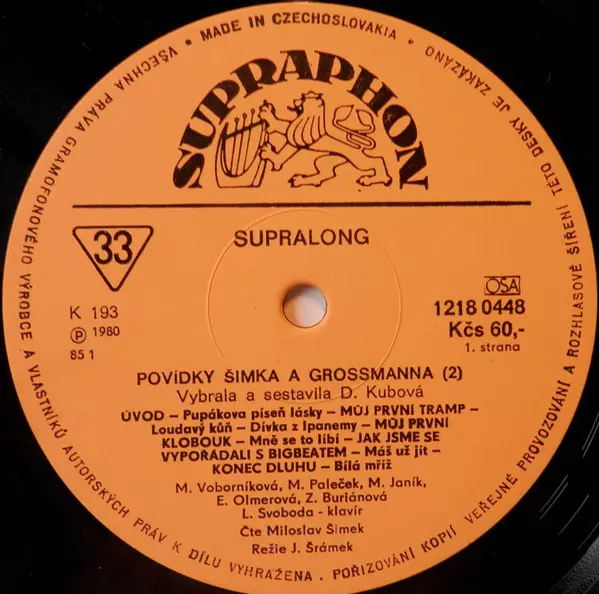 VŠECHNA PRÁVA GRAMOFONOVÉHO VÝROBCE A VLASTNÍKŮ AUTORSKÝCH PRÁV K DÍLU VYHRAŽENA . POŘIZOVÁNÍ KOPIÍ VEŘEJNÉ PROVOZOVÁNÍ A ROZHLASOVÉ ŠÍŘENÍ TÉTO DESKY JE ZAKÁZÁNO
• MADE IN CZECHOSLOVAKIA •
SUPRAPHON
33
SUPRALONG
K 193
OSA
℗ 1980
1218 0448
85 1
Kčs 60,-
1. strana
POVÍDKY ŠIMKA A GROSSMANNA (2)
Vybrala a sestavila D. Kubová
ÚVOD – Pupákova píseň lásky – MŮJ PRVNÍ TRAMP –
Loudavý kůň – Dívka z Ipanemy – MŮJ PRVNÍ
KLOBOUK – Mně se to líbí – JAK JSME SE
VYPOŘÁDALI S BIGBEATEM – Máš už jít –
KONEC DLUHU – Bílá mříž
M. Voborníková, M. Paleček, M. Janík,
E. Olmerová, Z. Buriánová
L. Svoboda - klavír
Čte Miloslav Šimek
Režie J. Šrámek